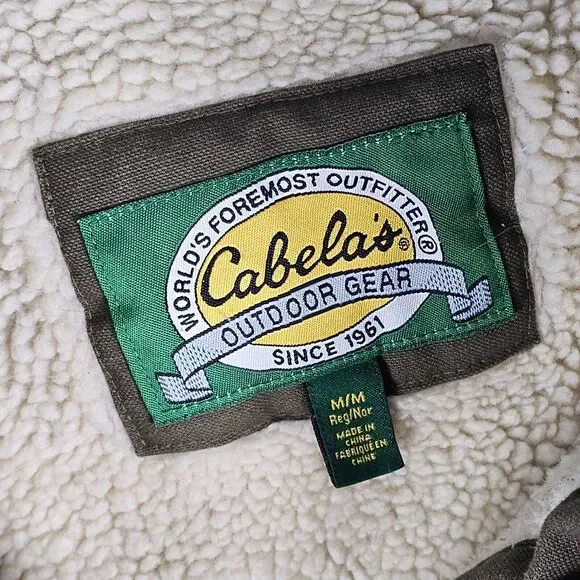 WORLD'S FOREMOST OUTFITTER®
Cabela's®
OUTDOOR GEAR
SINCE 1961
M/M
Reg/Nor
MADE IN
CHINA
FABRIQUÉ EN
CHINE